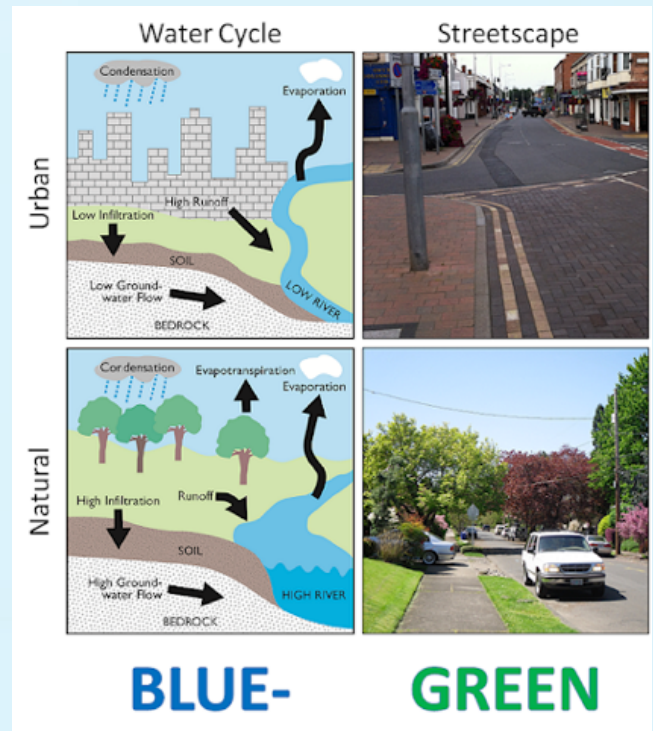 Water Cycle
Streetscape
Urban
Condensation
Evaporation
High Runoff
Low Infiltration
SOIL
LOW RIVER
Low Ground-
water Flow
BEDROCK
Natural
Condensation
Evapotranspiration
Evaporation
High Infiltration
Runoff
SOIL
HIGH RIVER
High Ground-
water Flow
BEDROCK
BLUE-
GREEN